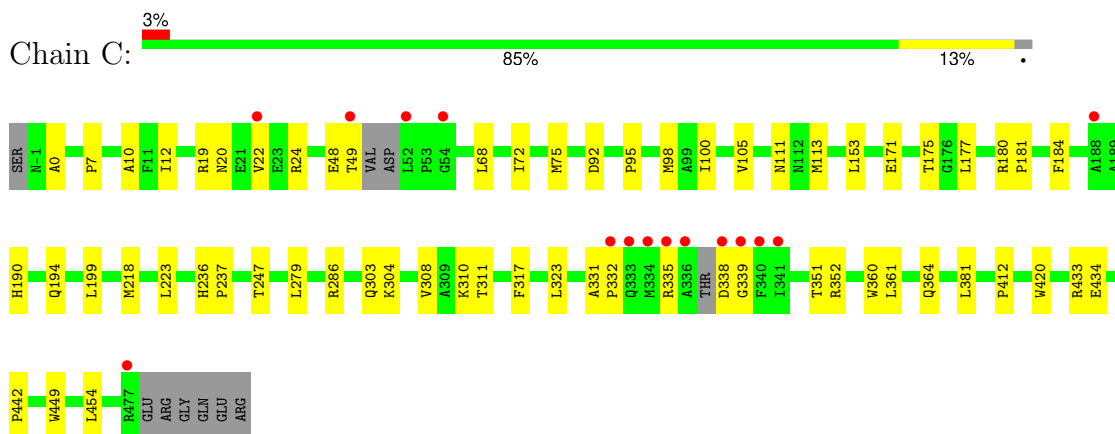 3%
Chain C:
85% 13% •
SER N-1 A0 P7 A10 F11 I12 R19 N20 E21 V22 E23 R24 E48 T49 VAL ASP L52 P53 G54 L68 I72 M75 D92 P95 M98 A99 I100 V105 N111 N112 M113 L153 E171 T175 G176 L177 R180 P181 F184 A188 A189
H190 Q194 L199 M218 L223 H236 P237 T247 L279 R286 Q303 K304 V308 A309 K310 T311 F317 L323 A331 P332 Q333 M334 R335 A336 THR D338 G339 F340 I341 T351 R352 W360 L361 Q364 L381 P412 W420 R433 E434
P442 W449 L454 R477 GLU ARG GLY GLN GLU ARG